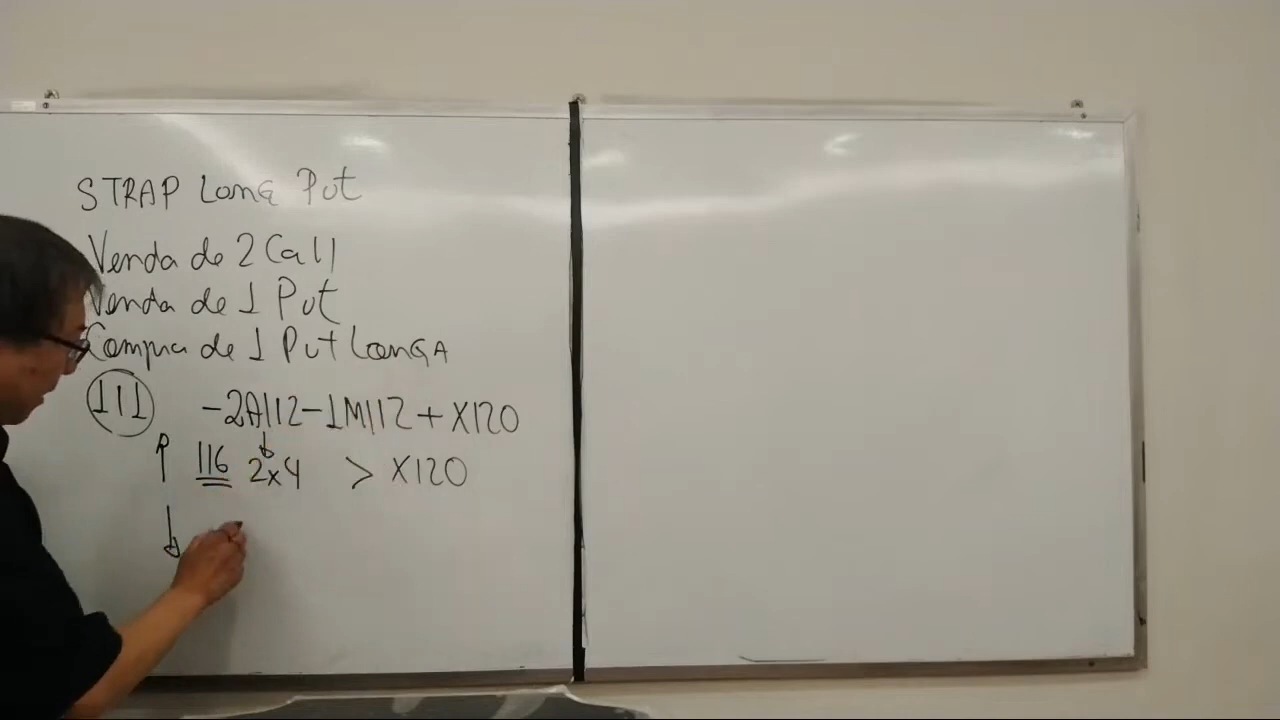 STRAP LONG PUT
Venda de 2 Call
Venda de 1 Put
Compra de 1 Put LONGA
111 -2A112-1M112+X120
116 2x4 > X120